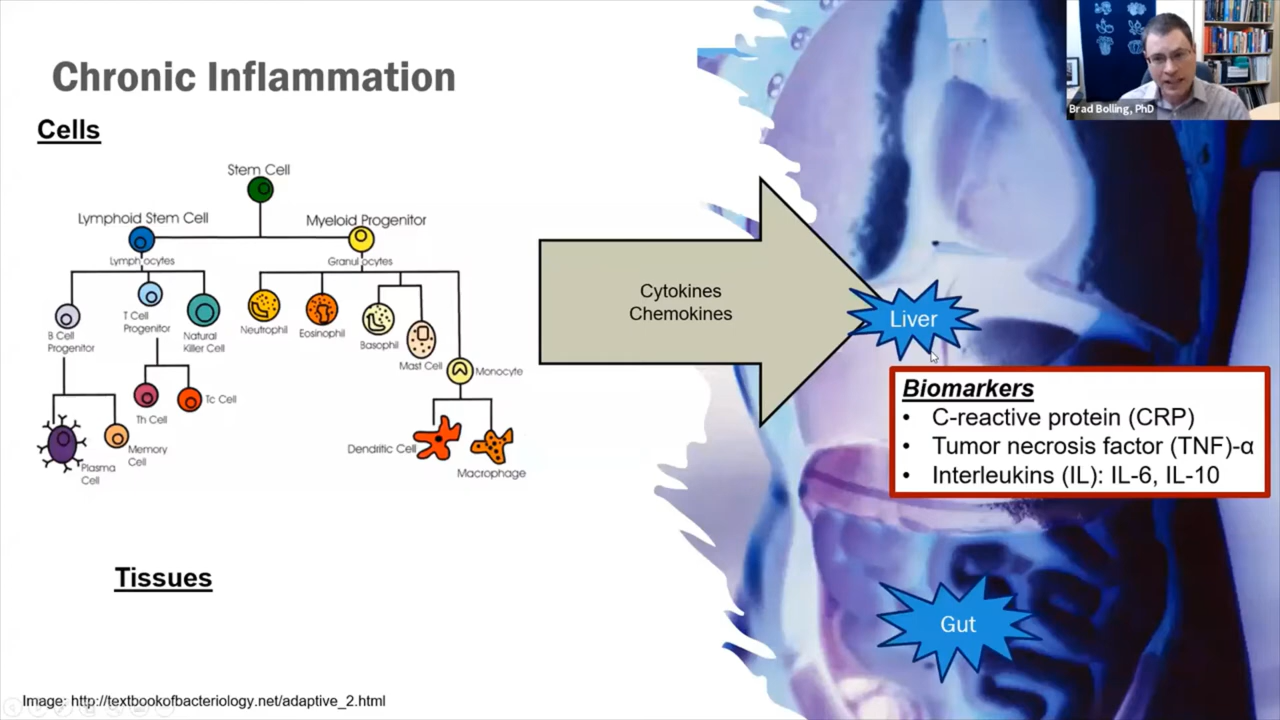 Chronic Inflammation
Brad Bolling, PhD
Cells
Stem Cell
Lymphoid Stem Cell
Myeloid Progenitor
Lymphocytes
Granulocytes
B Cell
Progenitor
T Cell
Progenitor
Natural
Killer Cell
Neutrophil
Eosinophil
Basophil
Mast Cell
Monocyte
Th Cell
Tc Cell
Plasma
Cell
Memory
Cell
Dendritic Cell
Macrophage
Cytokines
Chemokines
Liver
Biomarkers
• C-reactive protein (CRP)
• Tumor necrosis factor (TNF)-α
• Interleukins (IL): IL-6, IL-10
Tissues
Gut
Image: http://textbookofbacteriology.net/adaptive_2.html